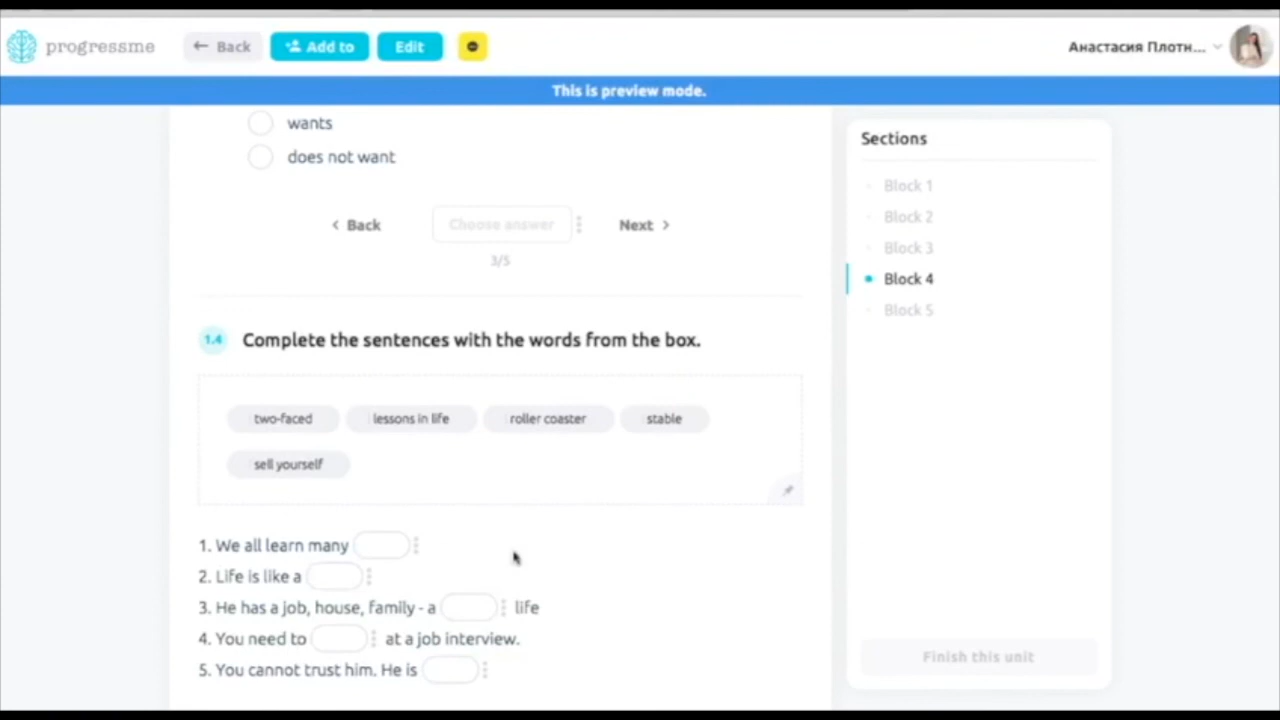 progressme
Back
Add to
Edit
Анастасия Плотн...
This is preview mode.
wants
does not want
Back
Choose answer
Next
3/5
1.4 Complete the sentences with the words from the box.
two-faced
lessons in life
roller coaster
stable
sell yourself
1. We all learn many
2. Life is like a
3. He has a job, house, family - a life
4. You need to at a job interview.
5. You cannot trust him. He is
Sections
Block 1
Block 2
Block 3
Block 4
Block 5
Finish this unit